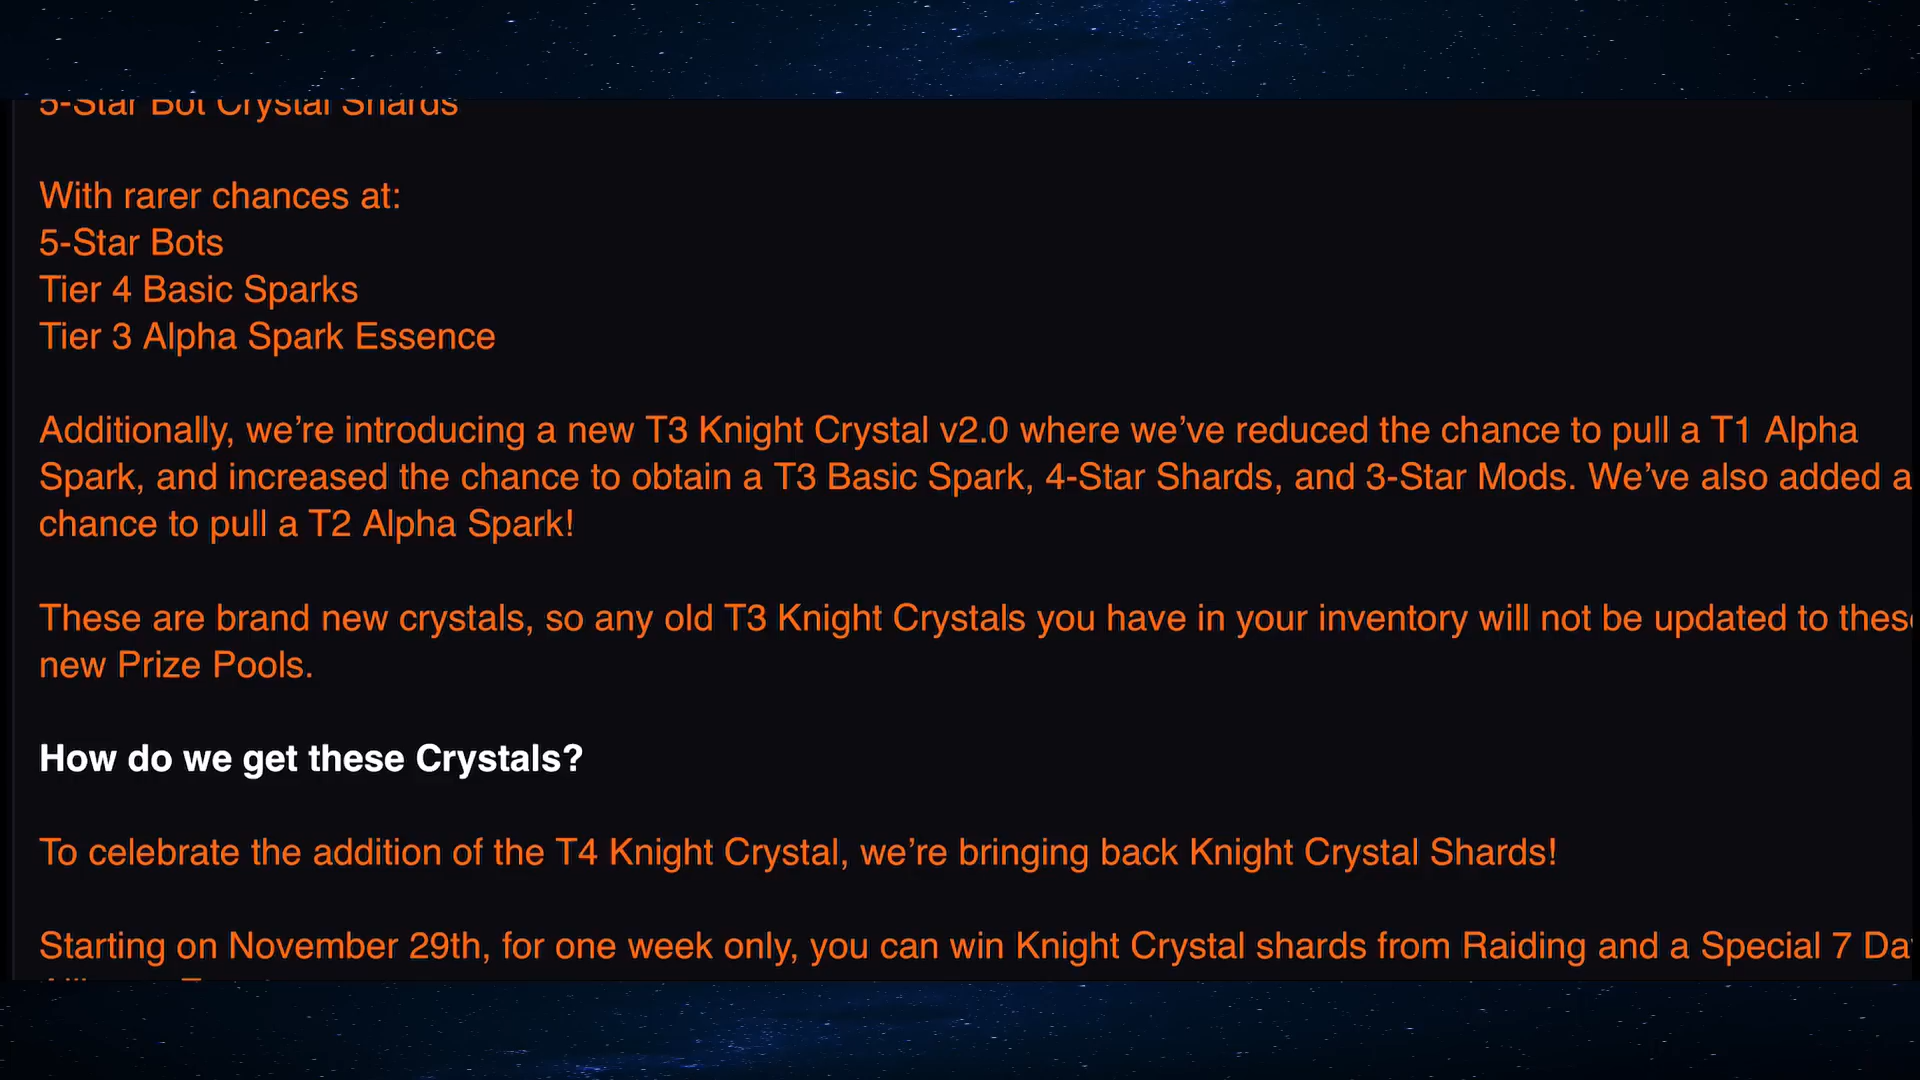 5-Star Bot Crystal Shards
With rarer chances at:
5-Star Bots
Tier 4 Basic Sparks
Tier 3 Alpha Spark Essence
Additionally, we’re introducing a new T3 Knight Crystal v2.0 where we’ve reduced the chance to pull a T1 Alpha
Spark, and increased the chance to obtain a T3 Basic Spark, 4-Star Shards, and 3-Star Mods. We’ve also added a
chance to pull a T2 Alpha Spark!
These are brand new crystals, so any old T3 Knight Crystals you have in your inventory will not be updated to these
new Prize Pools.
How do we get these Crystals?
To celebrate the addition of the T4 Knight Crystal, we’re bringing back Knight Crystal Shards!
Starting on November 29th, for one week only, you can win Knight Crystal shards from Raiding and a Special 7 Da